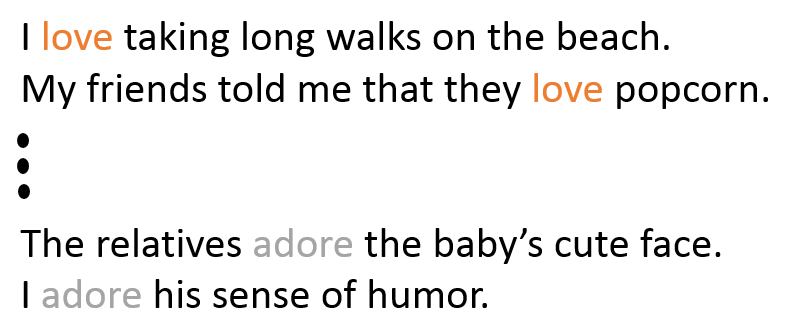 I love taking long walks on the beach.
My friends told me that they love popcorn.
The relatives adore the baby’s cute face.
I adore his sense of humor.